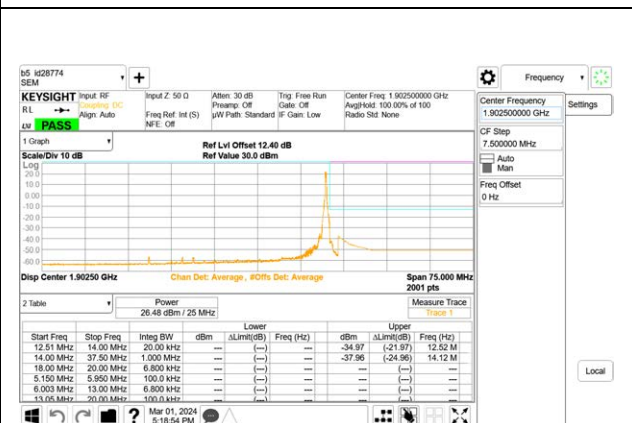 b5 id28774
SEM
Frequency
KEYSIGHT Input: RF Input Z: 50 Ω Atten: 30 dB Trig: Free Run Center Freq: 1.902500000 GHz
RL Coupling: DC Preamp: Off Gate: Off Avg|Hold: 100.00% of 100
Align: Auto Freq Ref: Int (S) µW Path: Standard IF Gain: Low Radio Std: None
NFE: Off
PASS
Center Frequency
1.902500000 GHz
Settings
CF Step
7.500000 MHz
Auto
Man
Freq Offset
0 Hz
1 Graph
Scale/Div 10 dB
Ref Lvl Offset 12.40 dB
Ref Value 30.0 dBm
Log
20.0
10.0
0.00
-10.0
-20.0
-30.0
-40.0
-50.0
-60.0
Disp Center 1.90250 GHz Chan Det: Average , #Offs Det: Average Span 75.000 MHz
2001 pts
2 Table Power Measure Trace
26.48 dBm / 25 MHz Trace 1
Lower Upper
Start Freq Stop Freq Integ BW dBm ΔLimit(dB) Freq (Hz) dBm ΔLimit(dB) Freq (Hz)
12.51 MHz 14.00 MHz 20.00 kHz --- (---) --- -34.97 (-21.97) 12.52 M
14.00 MHz 37.50 MHz 1.000 MHz --- (---) --- -37.96 (-24.96) 14.12 M
18.00 MHz 20.00 MHz 6.800 kHz --- (---) --- --- (---) ---
5.150 MHz 5.950 MHz 100.0 kHz --- (---) --- --- (---) ---
6.003 MHz 13.00 MHz 6.800 kHz --- (---) --- --- (---) ---
13.05 MHz 20.00 MHz 100.0 kHz --- (---) --- --- (---) ---
Local
? Mar 01, 2024
5:18:54 PM